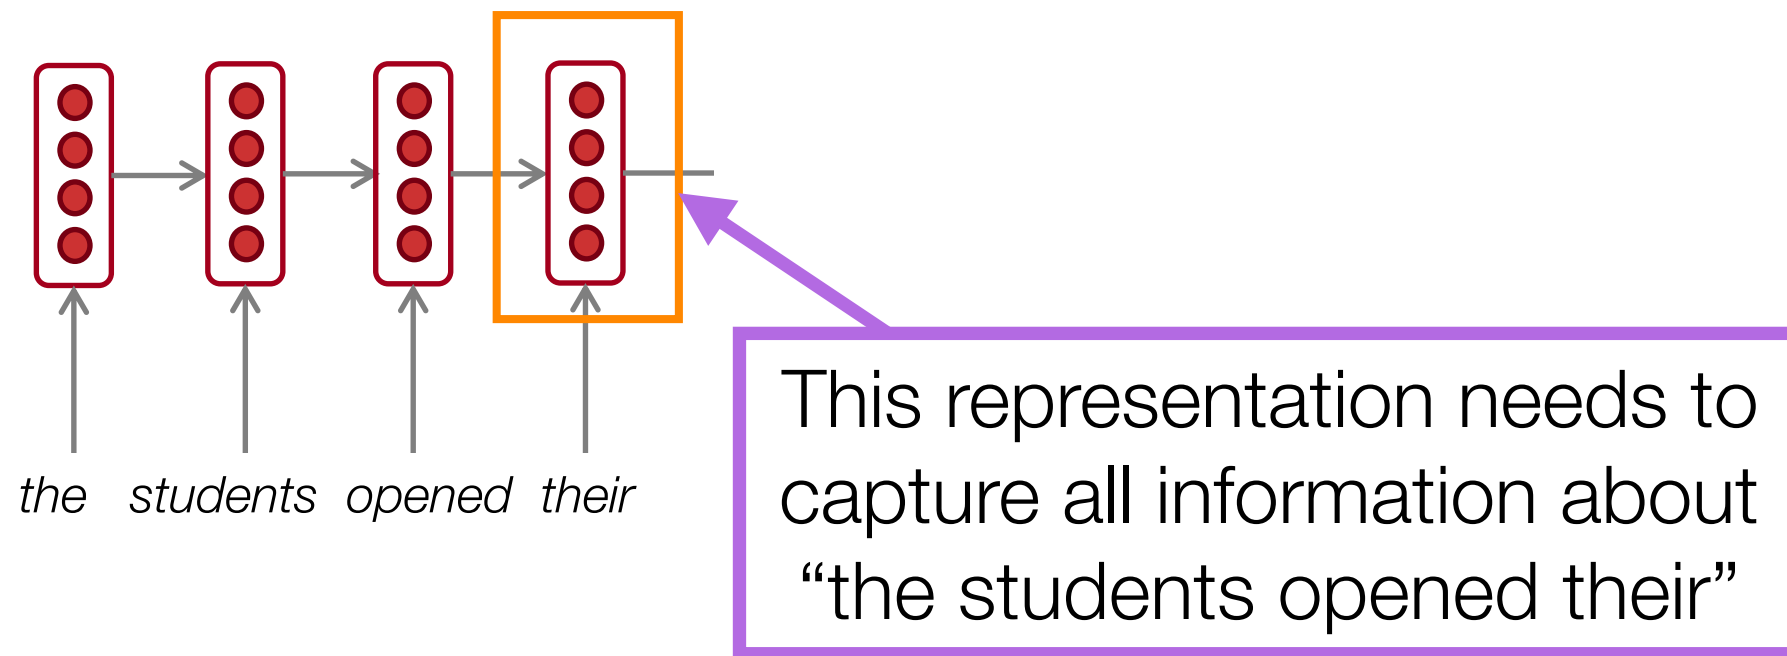 the students opened their
This representation needs to
capture all information about
“the students opened their”